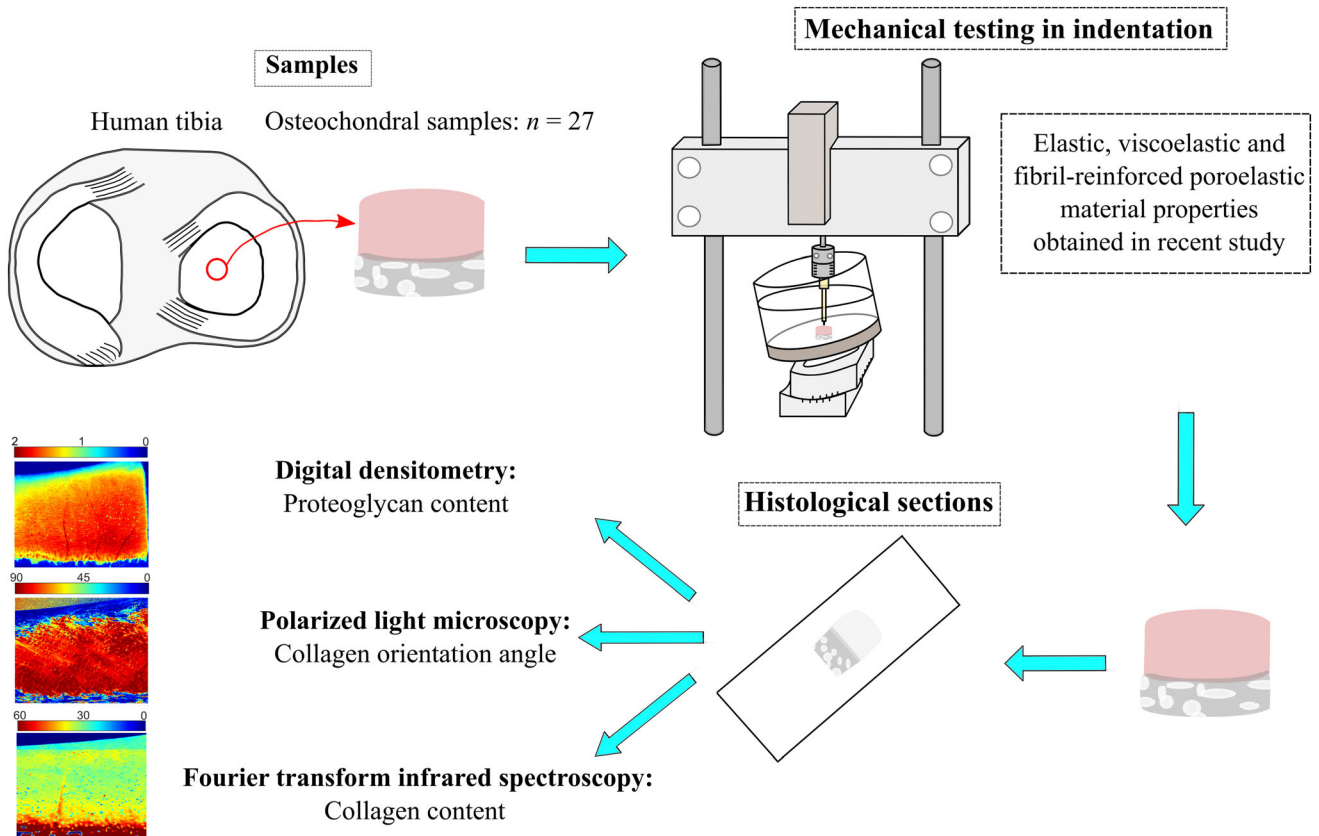 Samples
Human tibia
Osteochondral samples: n = 27
Mechanical testing in indentation
Elastic, viscoelastic and
fibril-reinforced poroelastic
material properties
obtained in recent study
2 1 0
Digital densitometry:
Proteoglycan content
90 45 0
Polarized light microscopy:
Collagen orientation angle
60 30 0
Fourier transform infrared spectroscopy:
Collagen content
Histological sections